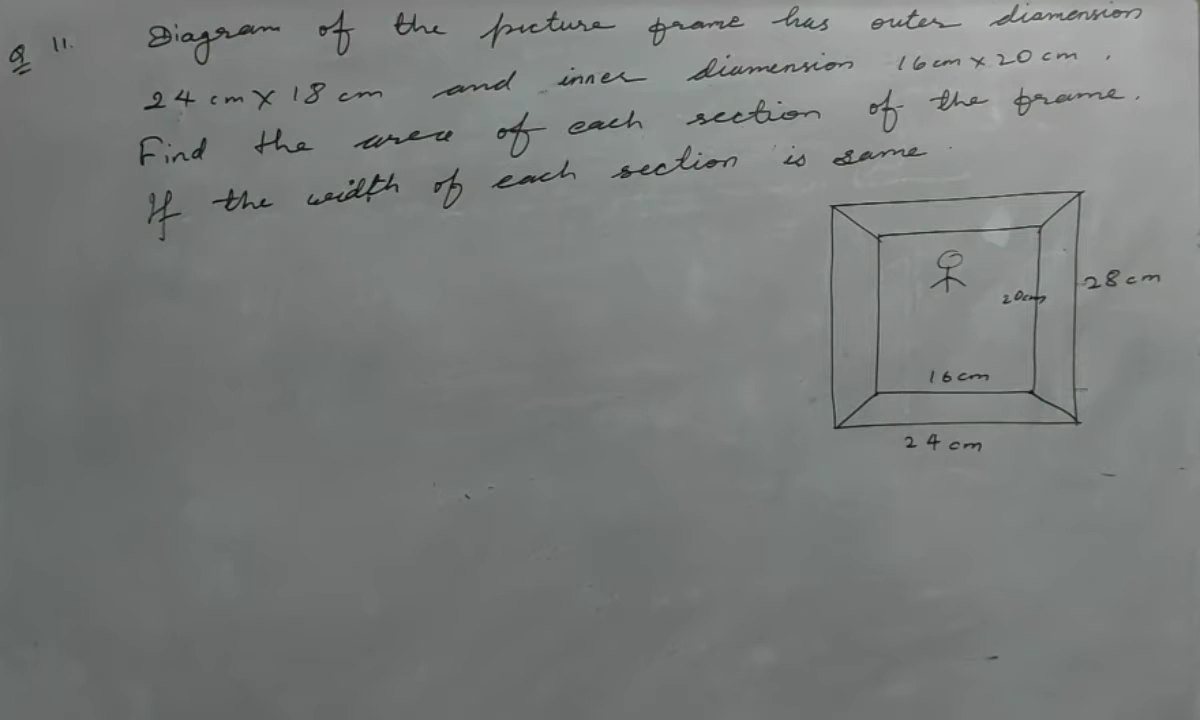 Q 11. Diagram of the picture frame has outer diamension
24 cm X 18 cm and inner diamension 16 cm x 20 cm .
Find the area of each section of the frame.
If the width of each section is same .
28 cm
20cm
16 cm
24 cm